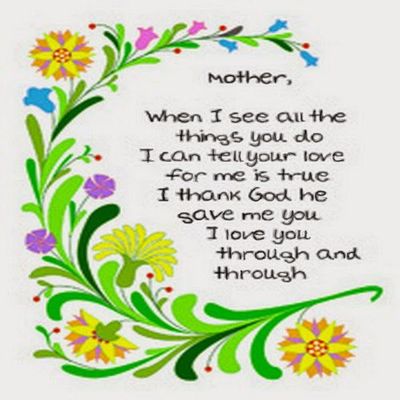 Mother,
When I see all the
things you do
I can tell your love
for me is true
I thank God he
gave me you
I love you
through and
through